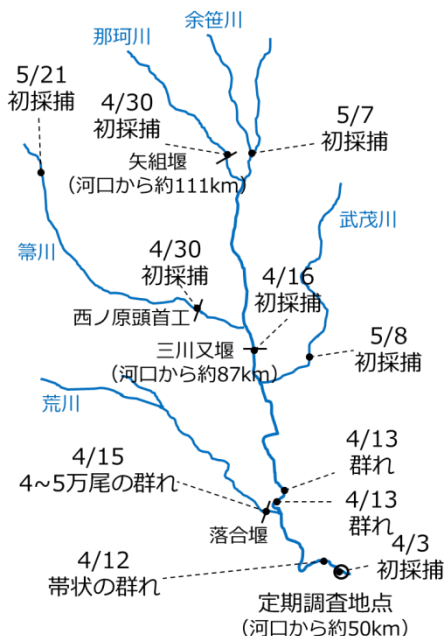 余笹川
那珂川
5/21
初採捕
4/30
初採捕
5/7
初採捕
矢組堰
(河口から約111km)
武茂川
箒川
4/30
初採捕
4/16
初採捕
西ノ原頭首工
三川又堰
(河口から約87km)
5/8
初採捕
荒川
4/13
群れ
4/15
4~5万尾の群れ
4/13
群れ
落合堰
4/3
初採捕
4/12
帯状の群れ
定期調査地点
(河口から約50km)